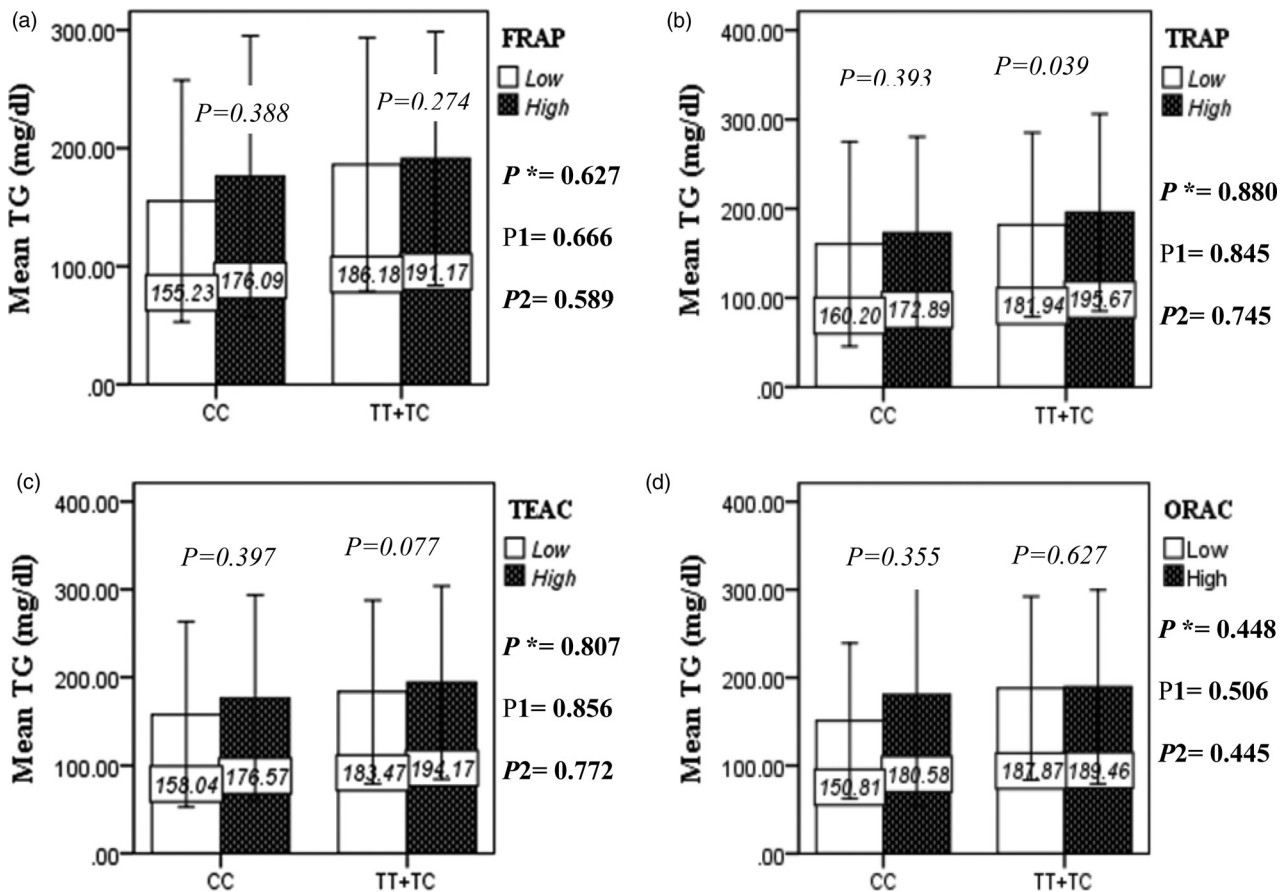 (a)
Mean TG (mg/dl)
300.00
200.00
100.00
.00
P=0.388
P=0.274
155.23
176.09
186.18
191.17
CC
TT+TC
FRAP
Low
High
P *= 0.627
P1= 0.666
P2= 0.589
(b)
Mean TG (mg/dl)
400.00
300.00
200.00
100.00
.00
P=0.393
P=0.039
160.20
172.89
181.94
195.67
CC
TT+TC
TRAP
Low
High
P *= 0.880
P1= 0.845
P2= 0.745
(c)
Mean TG (mg/dl)
400.00
300.00
200.00
100.00
.00
P=0.397
P=0.077
158.04
176.57
183.47
194.17
CC
TT+TC
TEAC
Low
High
P *= 0.807
P1= 0.856
P2= 0.772
(d)
Mean TG (mg/dl)
400.00
300.00
200.00
100.00
.00
P=0.355
P=0.627
150.81
180.58
187.87
189.46
CC
TT+TC
ORAC
Low
High
P *= 0.448
P1= 0.506
P2= 0.445